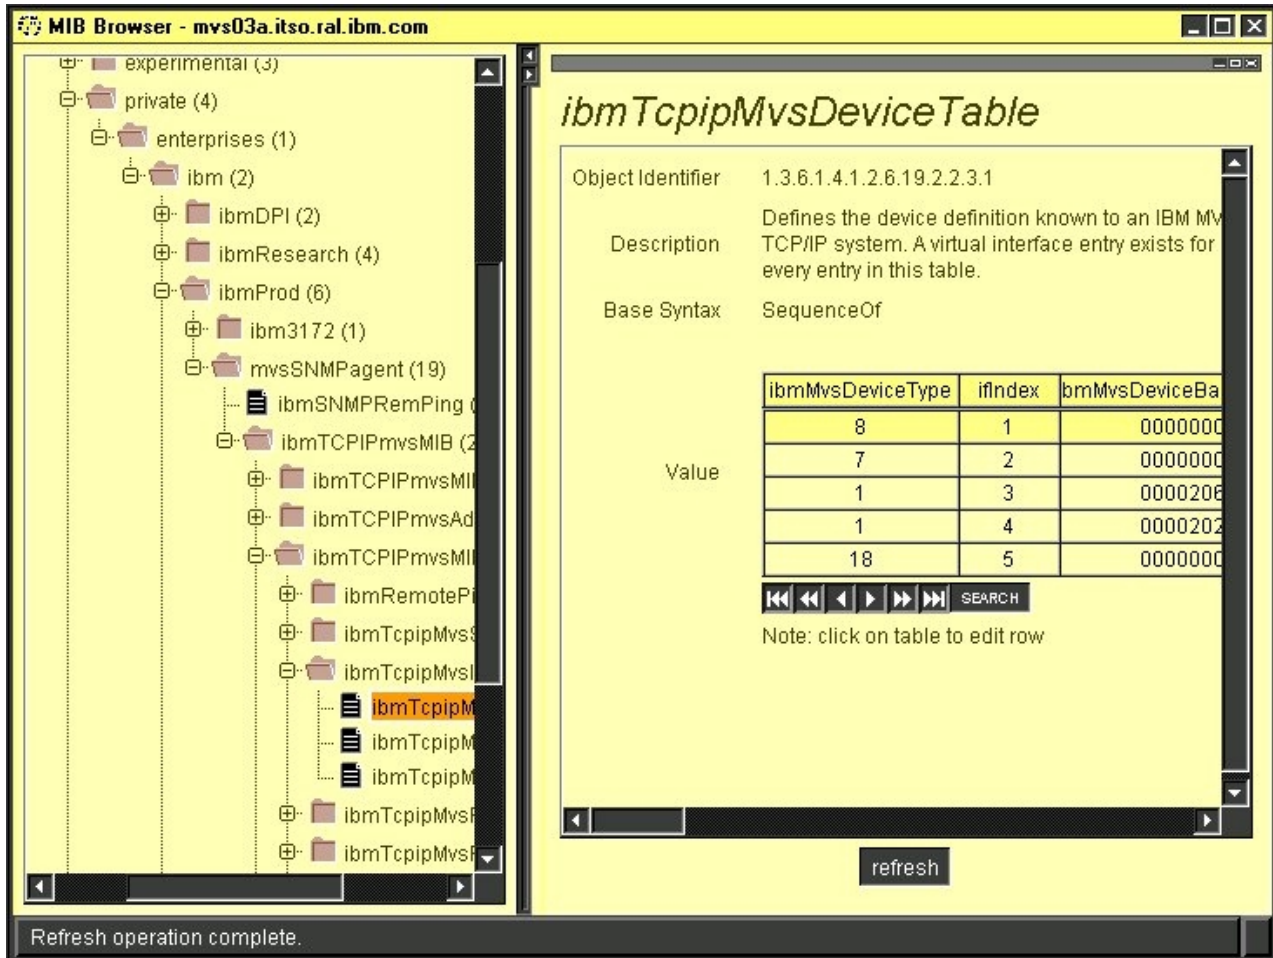 MIB Browser - mvs03a.itso.ral.ibm.com
experimental (3)
private (4)
enterprises (1)
ibm (2)
ibmDPI (2)
ibmResearch (4)
ibmProd (6)
ibm3172 (1)
mvsSNMPagent (19)
ibmSNMPRemPing (
ibmTCPIPmvsMIB (2
ibmTCPIPmvsMI
ibmTCPIPmvsAd
ibmTCPIPmvsMI
ibmRemotePi
ibmTcpipMvsS
ibmTcpipMvsI
ibmTcpipM
ibmTcpipM
ibmTcpipM
ibmTcpipMvs
ibmTcpipMvs
ibmTcpipMvsDeviceTable
Object Identifier 1.3.6.1.4.1.2.6.19.2.2.3.1
Description Defines the device definition known to an IBM MV
TCP/IP system. A virtual interface entry exists for
every entry in this table.
Base Syntax SequenceOf
Value
ibmMvsDeviceType ifIndex bmMvsDeviceBa
8 1 0000000
7 2 0000000
1 3 0000206
1 4 0000202
18 5 0000000
SEARCH
Note: click on table to edit row
refresh
Refresh operation complete.